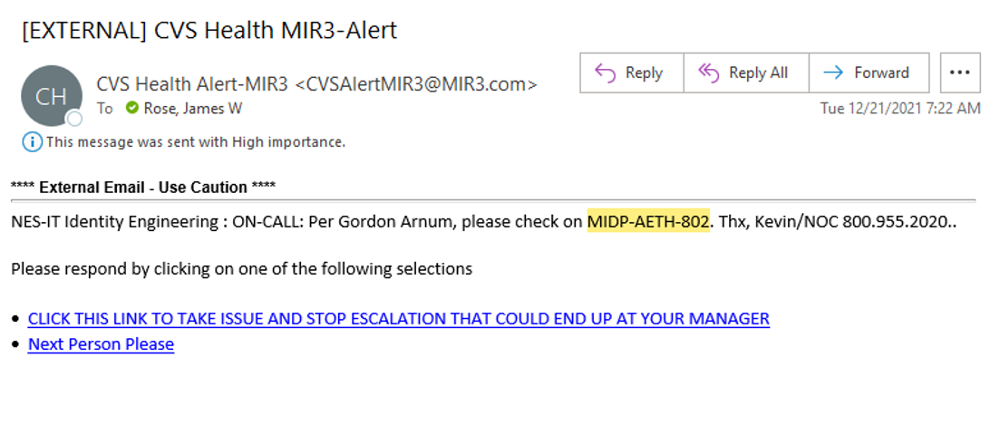 [EXTERNAL] CVS Health MIR3-Alert
CH
CVS Health Alert-MIR3 <CVSAlertMIR3@MIR3.com>
Reply
Reply All
Forward
To Rose, James W
Tue 12/21/2021 7:22 AM
This message was sent with High importance.
**** External Email - Use Caution ****
NES-IT Identity Engineering : ON-CALL: Per Gordon Arnum, please check on MIDP-AETH-802. Thx, Kevin/NOC 800.955.2020..
Please respond by clicking on one of the following selections
• CLICK THIS LINK TO TAKE ISSUE AND STOP ESCALATION THAT COULD END UP AT YOUR MANAGER
• Next Person Please